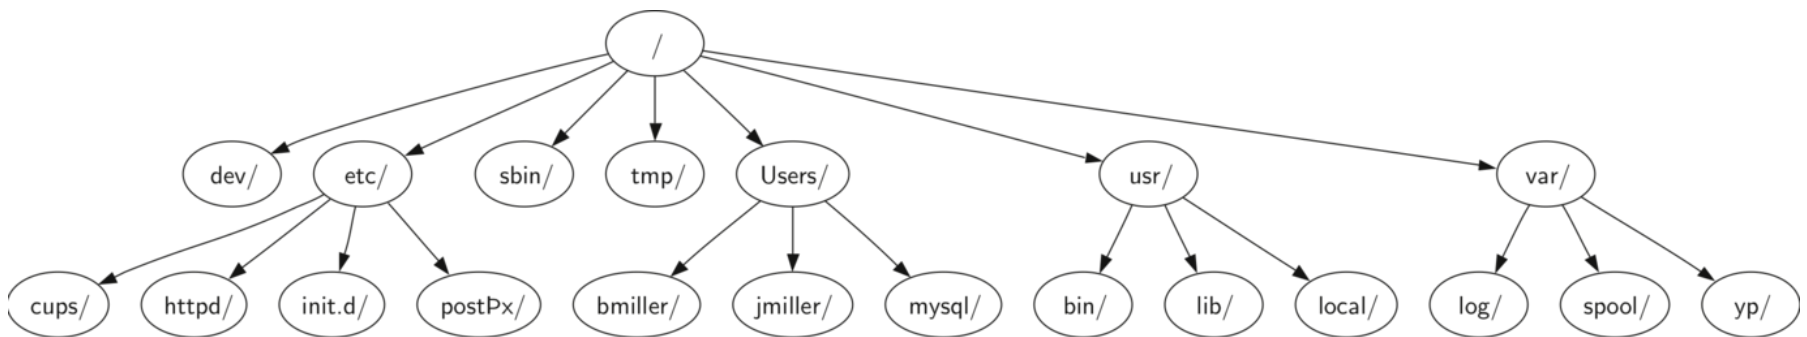 /
dev/ etc/ sbin/ tmp/ Users/ usr/ var/
cups/ httpd/ init.d/ postÞx/ bmiller/ jmiller/ mysql/ bin/ lib/ local/ log/ spool/ yp/